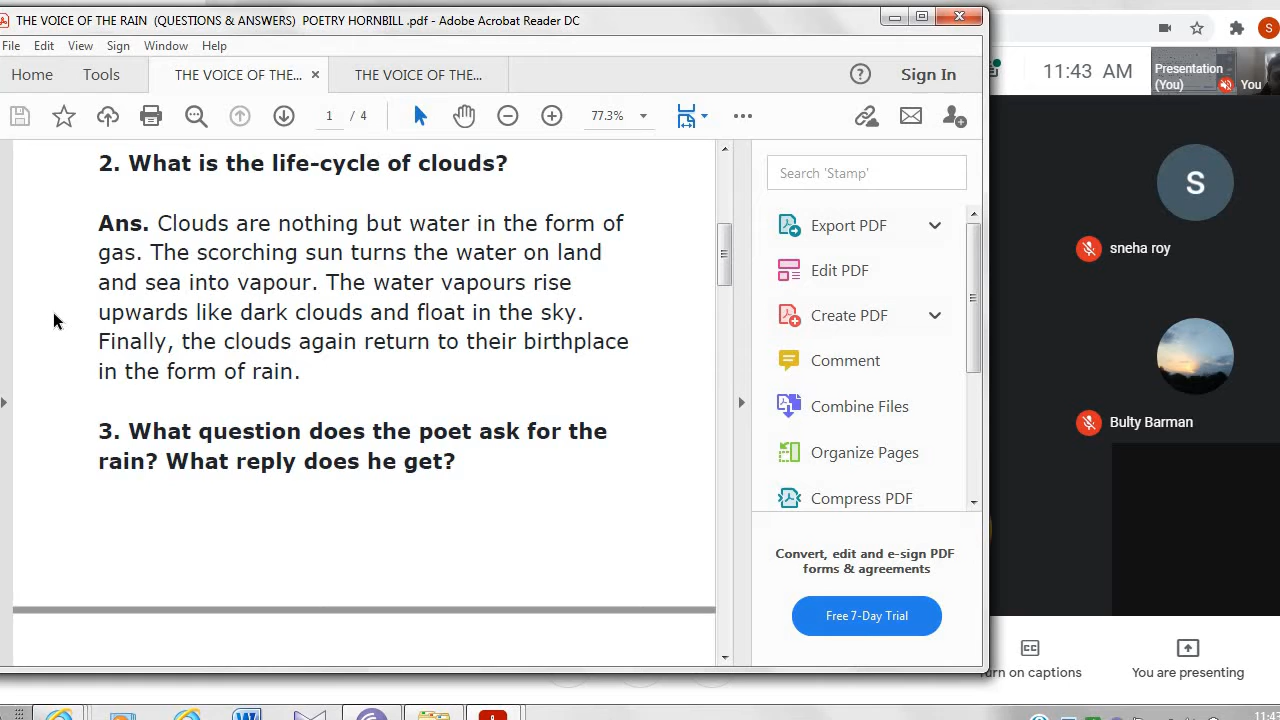 THE VOICE OF THE RAIN (QUESTIONS & ANSWERS) POETRY HORNBILL .pdf - Adobe Acrobat Reader DC
File Edit View Sign Window Help
Home Tools THE VOICE OF THE... × THE VOICE OF THE... Sign In
1 / 4 77.3%
2. What is the life-cycle of clouds?
Ans. Clouds are nothing but water in the form of
gas. The scorching sun turns the water on land
and sea into vapour. The water vapours rise
upwards like dark clouds and float in the sky.
Finally, the clouds again return to their birthplace
in the form of rain.
3. What question does the poet ask for the
rain? What reply does he get?
Search 'Stamp'
Export PDF
Edit PDF
Create PDF
Comment
Combine Files
Organize Pages
Compress PDF
Convert, edit and e-sign PDF
forms & agreements
Free 7-Day Trial
S
11:43 AM
Presentation
(You)
You
S
sneha roy
Bulty Barman
CC
urn on captions
You are presenting
W